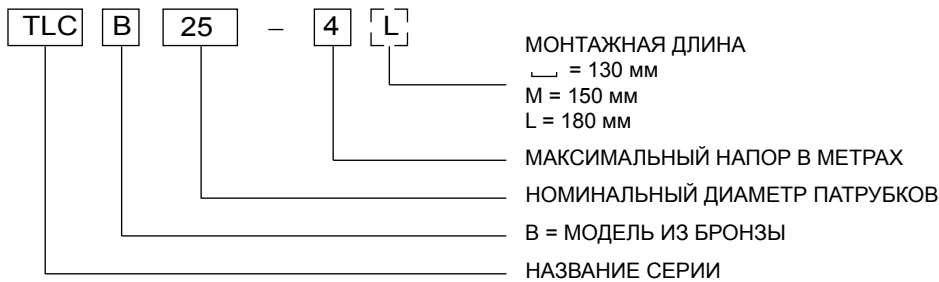 TLC B 25 – 4 L
МОНТАЖНАЯ ДЛИНА
⎵ = 130 мм
M = 150 мм
L = 180 мм
МАКСИМАЛЬНЫЙ НАПОР В МЕТРАХ
НОМИНАЛЬНЫЙ ДИАМЕТР ПАТРУБКОВ
B = МОДЕЛЬ ИЗ БРОНЗЫ
НАЗВАНИЕ СЕРИИ